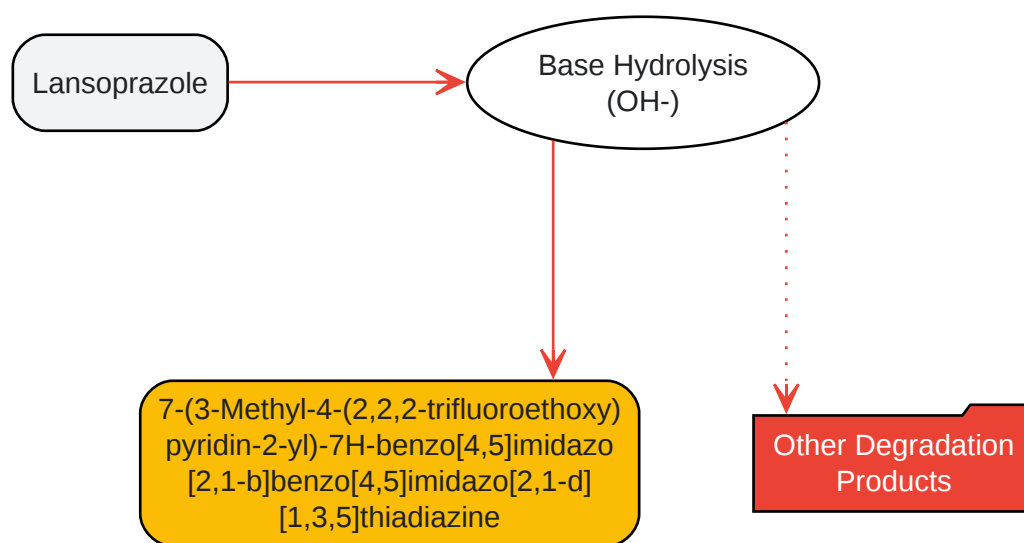 Lansoprazole
Base Hydrolysis
(OH-)
7-(3-Methyl-4-(2,2,2-trifluoroethoxy)
pyridin-2-yl)-7H-benzo[4,5]imidazo
[2,1-b]benzo[4,5]imidazo[2,1-d]
[1,3,5]thiadiazine
Other Degradation
Products